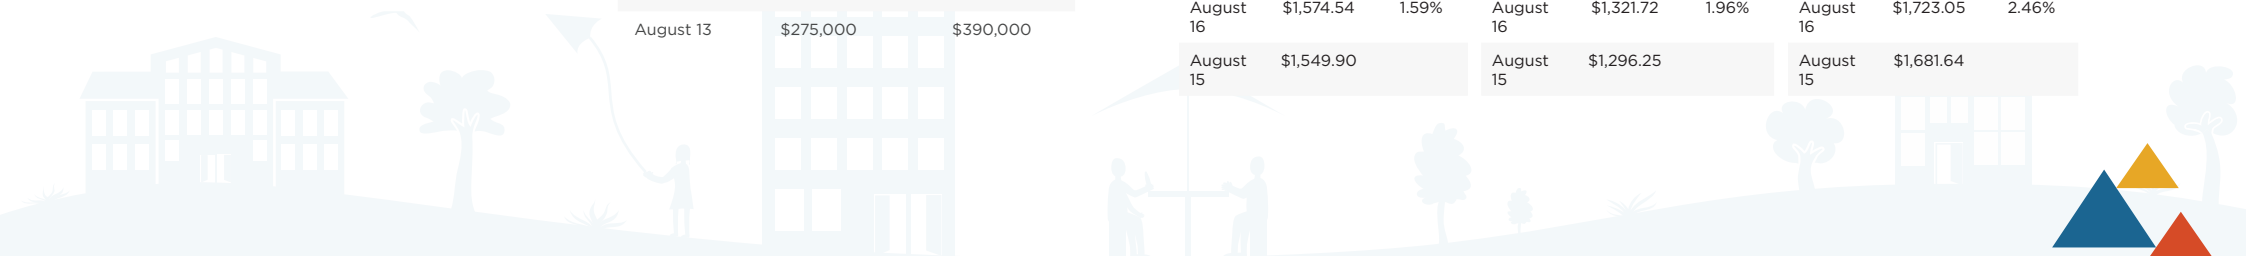 August 13 $275,000 $390,000
August $1,574.54 1.59%
16
August $1,549.90
15
August $1,321.72 1.96%
16
August $1,296.25
15
August $1,723.05 2.46%
16
August $1,681.64
15